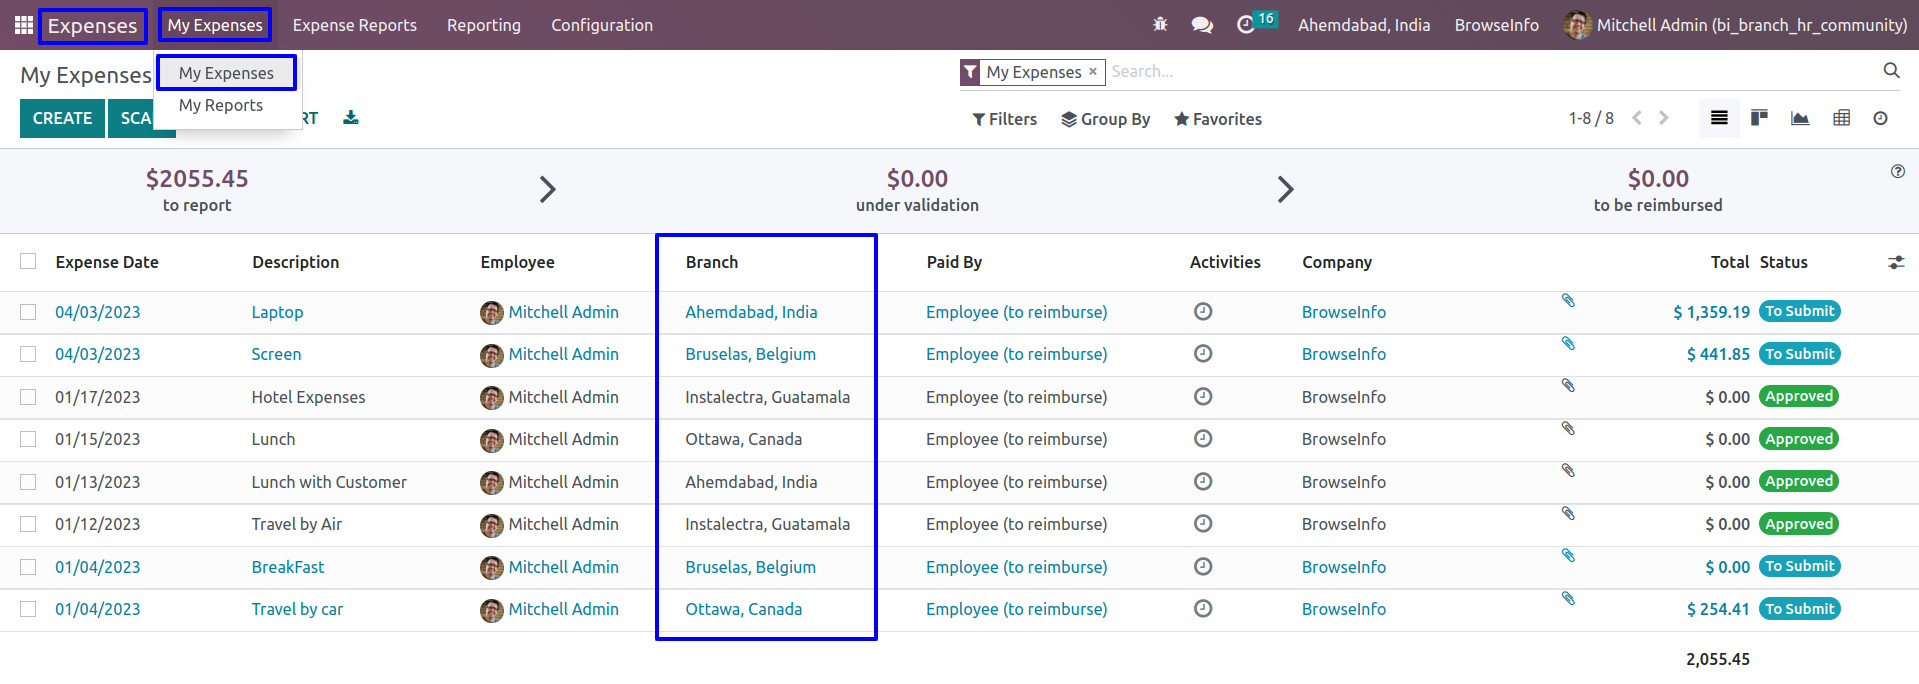 Expenses My Expenses Expense Reports Reporting Configuration 16 Ahemdabad, India BrowseInfo Mitchell Admin (bi_branch_hr_community)
My Expenses My Expenses My Expenses × Search...
My Reports
CREATE SCA RT Filters Group By Favorites 1-8 / 8
$2055.45 $0.00 $0.00
to report under validation to be reimbursed
Expense Date Description Employee Branch Paid By Activities Company Total Status
04/03/2023 Laptop Mitchell Admin Ahemdabad, India Employee (to reimburse) BrowseInfo $ 1,359.19 To Submit
04/03/2023 Screen Mitchell Admin Bruselas, Belgium Employee (to reimburse) BrowseInfo $ 441.85 To Submit
01/17/2023 Hotel Expenses Mitchell Admin Instalectra, Guatamala Employee (to reimburse) BrowseInfo $ 0.00 Approved
01/15/2023 Lunch Mitchell Admin Ottawa, Canada Employee (to reimburse) BrowseInfo $ 0.00 Approved
01/13/2023 Lunch with Customer Mitchell Admin Ahemdabad, India Employee (to reimburse) BrowseInfo $ 0.00 Approved
01/12/2023 Travel by Air Mitchell Admin Instalectra, Guatamala Employee (to reimburse) BrowseInfo $ 0.00 Approved
01/04/2023 BreakFast Mitchell Admin Bruselas, Belgium Employee (to reimburse) BrowseInfo $ 0.00 To Submit
01/04/2023 Travel by car Mitchell Admin Ottawa, Canada Employee (to reimburse) BrowseInfo $ 254.41 To Submit
2,055.45